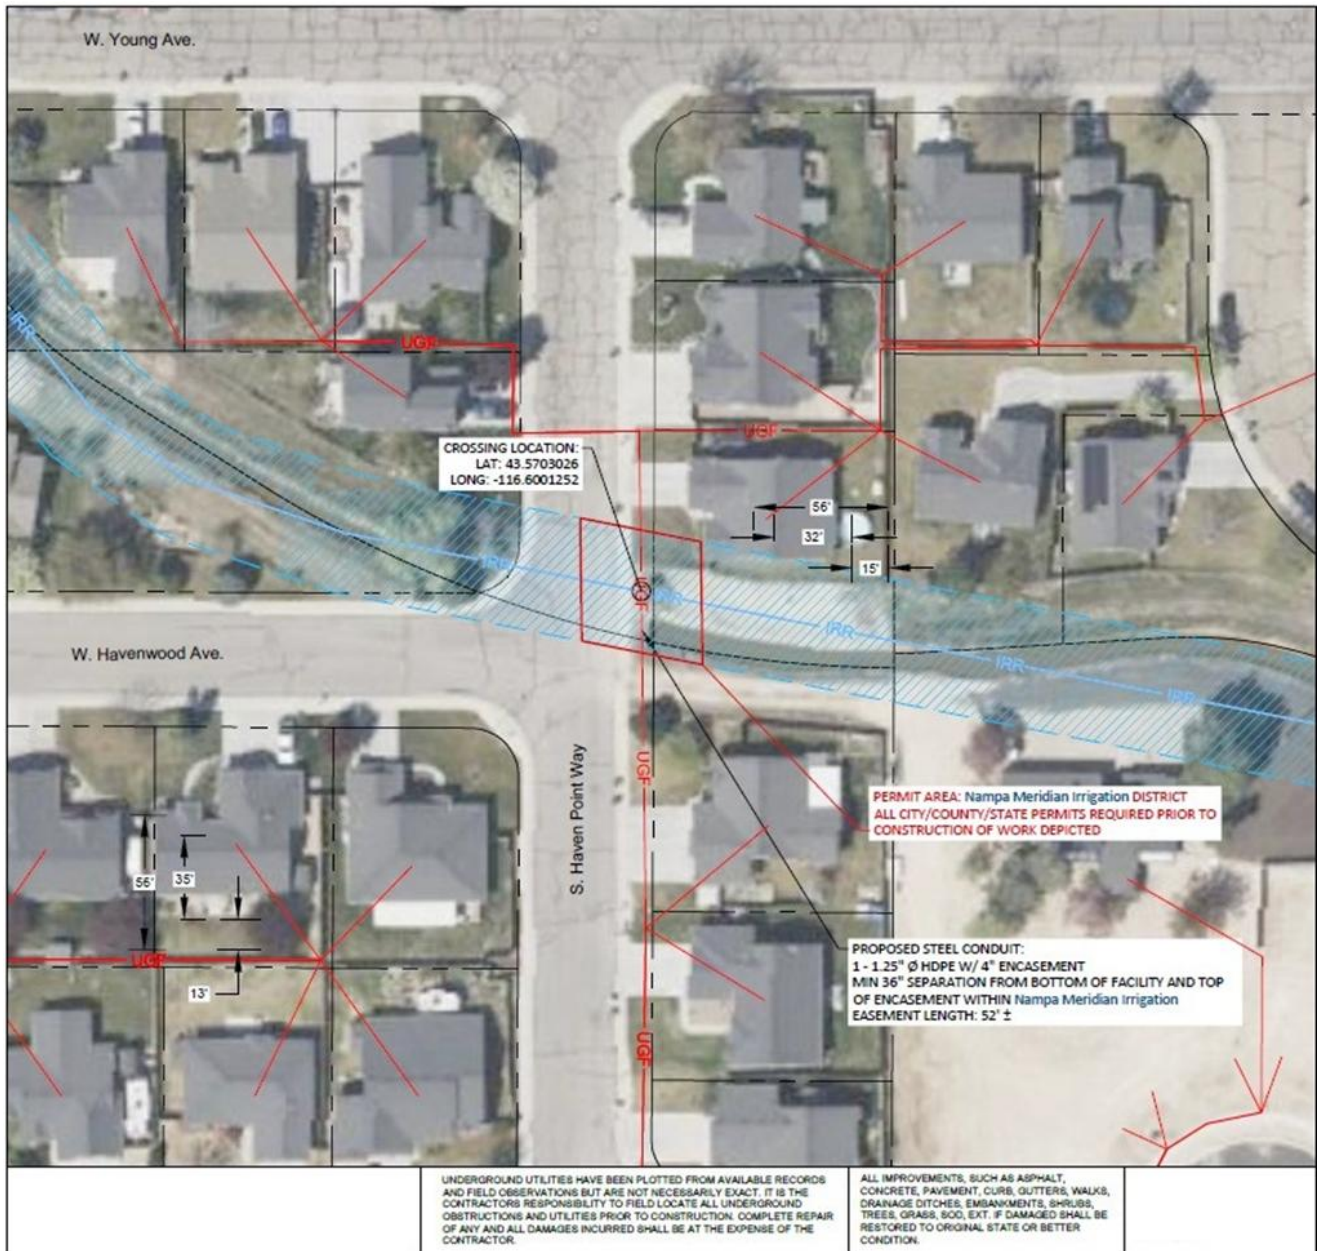 W. Young Ave.
IRR
UGF
UGF
CROSSING LOCATION:
LAT: 43.5703026
LONG: -116.6001252
56'
32'
15'
IRR
UGF
IRR
IRR
IRR
IRR
W. Havenwood Ave.
S. Haven Point Way
UGF
PERMIT AREA: Nampa Meridian Irrigation DISTRICT
ALL CITY/COUNTY/STATE PERMITS REQUIRED PRIOR TO
CONSTRUCTION OF WORK DEPICTED
56'
35'
UGF
13'
PROPOSED STEEL CONDUIT:
1 - 1.25" Ø HDPE W/ 4" ENCASEMENT
MIN 36" SEPARATION FROM BOTTOM OF FACILITY AND TOP
OF ENCASEMENT WITHIN Nampa Meridian Irrigation
EASEMENT LENGTH: 52' ±
UGF
UNDERGROUND UTILITIES HAVE BEEN PLOTTED FROM AVAILABLE RECORDS
AND FIELD OBSERVATIONS BUT ARE NOT NECESSARILY EXACT. IT IS THE
CONTRACTORS RESPONSIBILITY TO FIELD LOCATE ALL UNDERGROUND
OBSTRUCTIONS AND UTILITIES PRIOR TO CONSTRUCTION. COMPLETE REPAIR
OF ANY AND ALL DAMAGES INCURRED SHALL BE AT THE EXPENSE OF THE
CONTRACTOR.
ALL IMPROVEMENTS, SUCH AS ASPHALT,
CONCRETE, PAVEMENT, CURB, GUTTERS, WALKS,
DRAINAGE DITCHES, EMBANKMENTS, SHRUBS,
TREES, GRASS, SOD, EXT. IF DAMAGED SHALL BE
RESTORED TO ORIGINAL STATE OR BETTER
CONDITION.